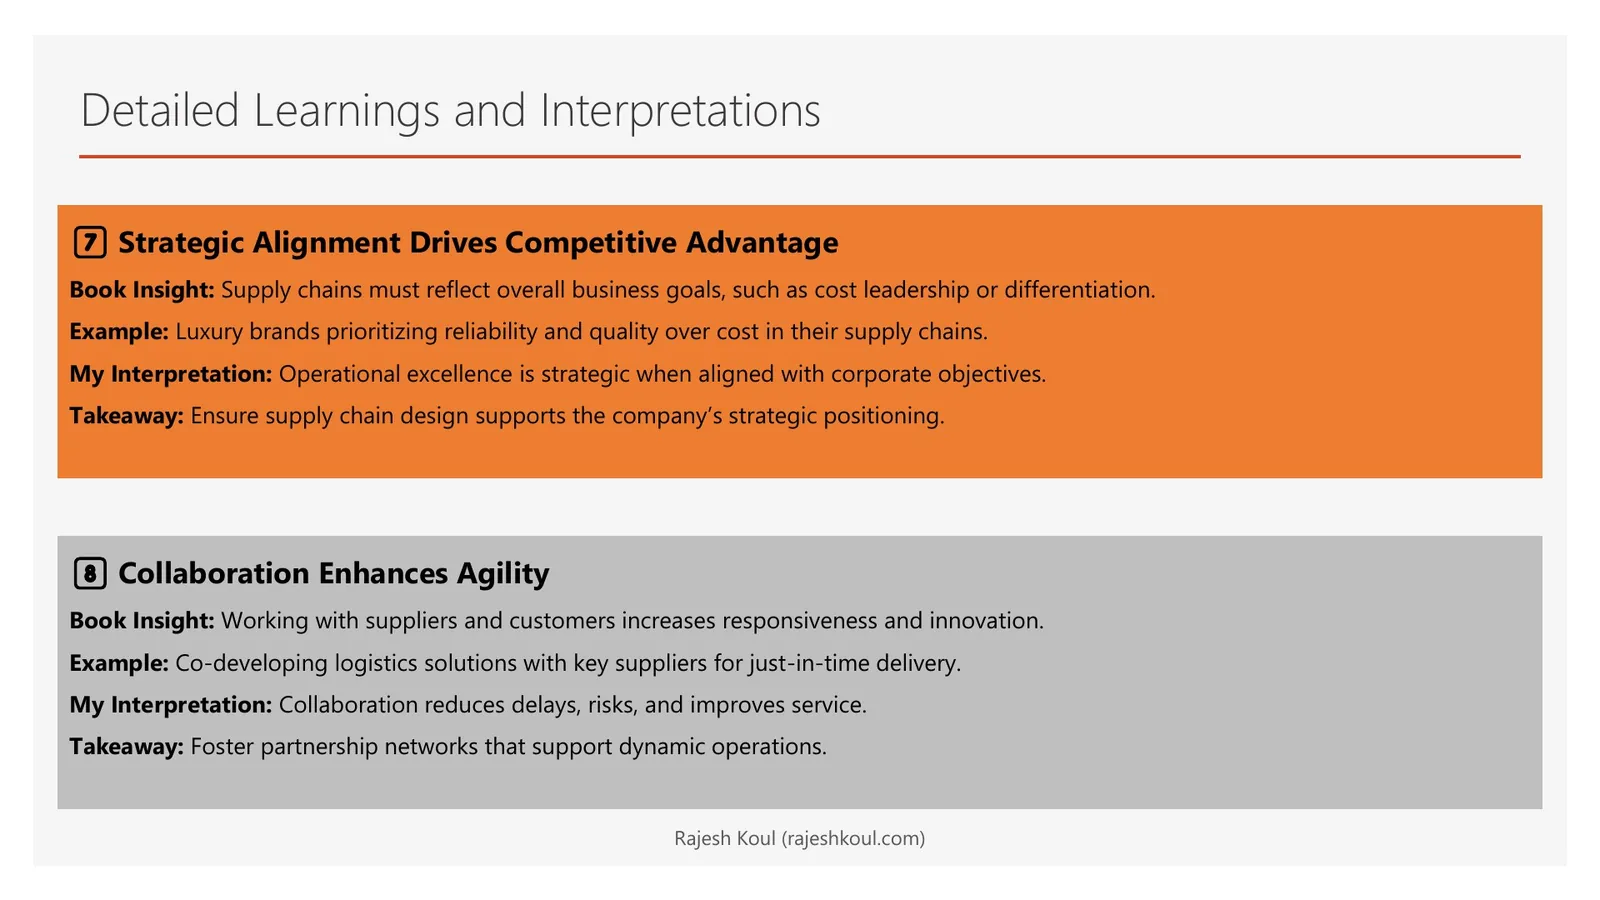 Detailed Learnings and Interpretations
7 Strategic Alignment Drives Competitive Advantage
Book Insight: Supply chains must reflect overall business goals, such as cost leadership or differentiation.
Example: Luxury brands prioritizing reliability and quality over cost in their supply chains.
My Interpretation: Operational excellence is strategic when aligned with corporate objectives.
Takeaway: Ensure supply chain design supports the company’s strategic positioning.
8 Collaboration Enhances Agility
Book Insight: Working with suppliers and customers increases responsiveness and innovation.
Example: Co-developing logistics solutions with key suppliers for just-in-time delivery.
My Interpretation: Collaboration reduces delays, risks, and improves service.
Takeaway: Foster partnership networks that support dynamic operations.
Rajesh Koul (rajeshkoul.com)